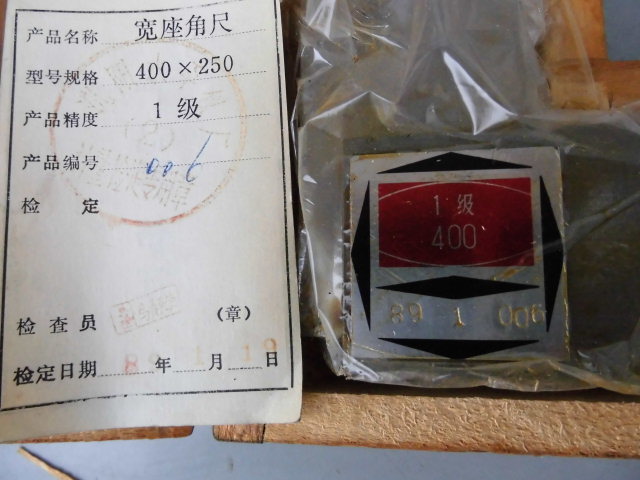 产品名称 宽座角尺
型号规格 400×250
产品精度 1 级
产品编号 006
检 定
检 查 员 (章)
检定日期 年 月 日
1 级
400
89 1 006